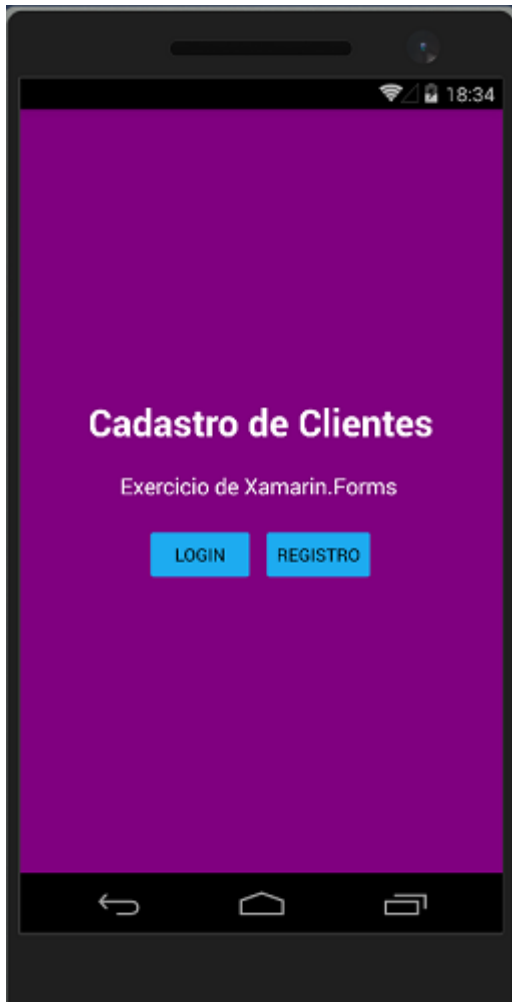 18:34
Cadastro de Clientes
Exercicio de Xamarin.Forms
LOGIN REGISTRO